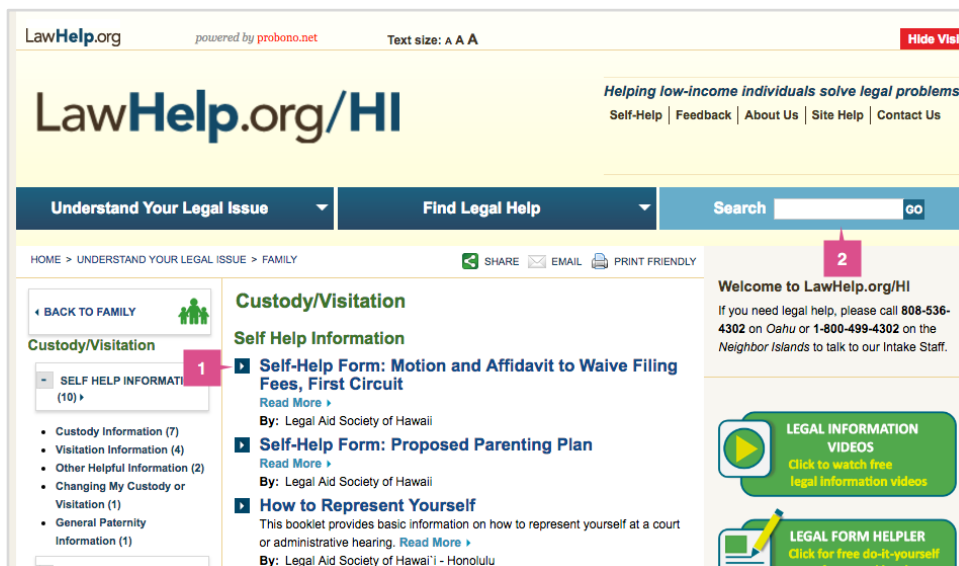 LawHelp.org powered by probono.net Text size: A A A Hide Visi
LawHelp.org/HI
Helping low-income individuals solve legal problems
Self-Help | Feedback | About Us | Site Help | Contact Us
Understand Your Legal Issue Find Legal Help Search GO
2
HOME > UNDERSTAND YOUR LEGAL ISSUE > FAMILY SHARE EMAIL PRINT FRIENDLY
BACK TO FAMILY
Custody/Visitation
- SELF HELP INFORMATI
(10)
Custody Information (7)
Visitation Information (4)
Other Helpful Information (2)
Changing My Custody or
Visitation (1)
General Paternity
Information (1)
Custody/Visitation
Self Help Information
1
Self-Help Form: Motion and Affidavit to Waive Filing
Fees, First Circuit
Read More
By: Legal Aid Society of Hawaii
Self-Help Form: Proposed Parenting Plan
Read More
By: Legal Aid Society of Hawaii
How to Represent Yourself
This booklet provides basic information on how to represent yourself at a court
or administrative hearing. Read More
By: Legal Aid Society of Hawai`i - Honolulu
Welcome to LawHelp.org/HI
If you need legal help, please call 808-536-
4302 on Oahu or 1-800-499-4302 on the
Neighbor Islands to talk to our Intake Staff.
LEGAL INFORMATION
VIDEOS
Click to watch free
legal information videos
LEGAL FORM HELPLER
Click for free do-it-yourself